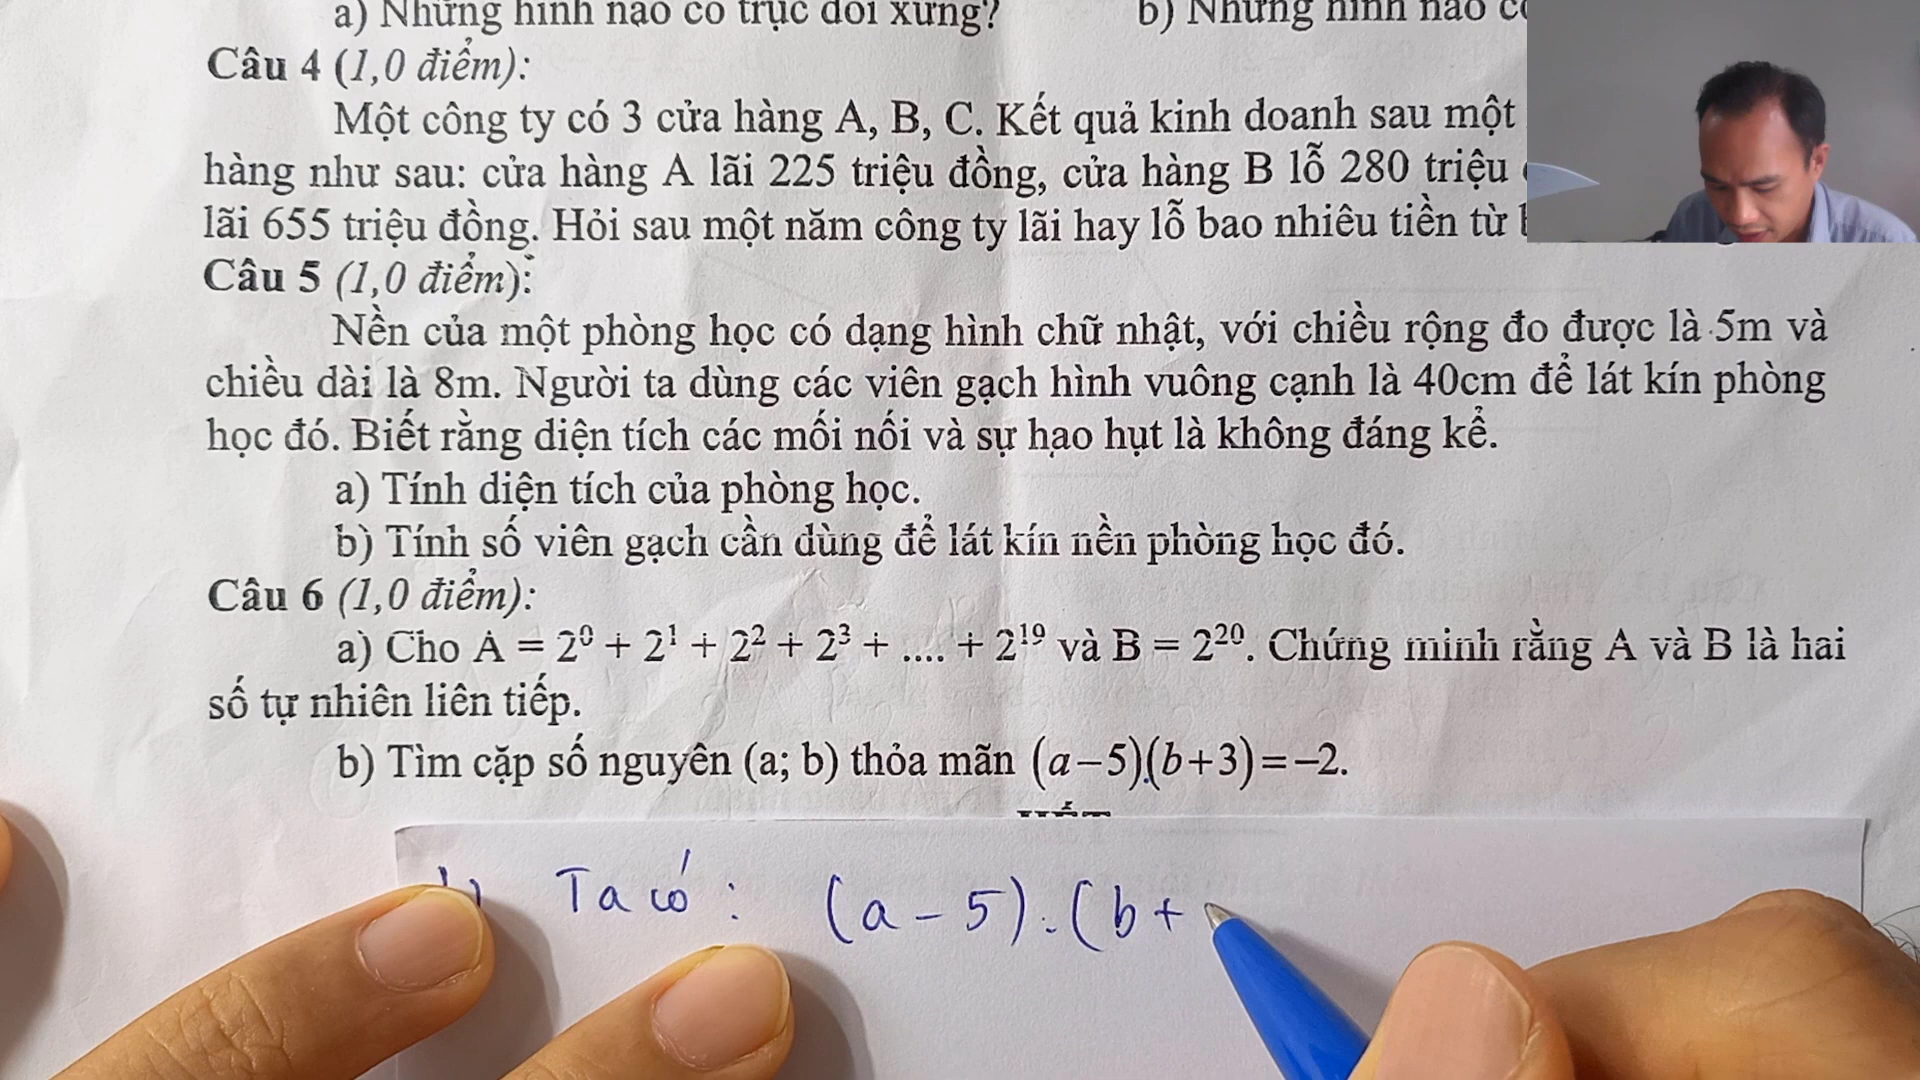 a) Những hình nào có trục đối xứng? b) Những hình nào
Câu 4 (1,0 điểm):
Một công ty có 3 cửa hàng A, B, C. Kết quả kinh doanh sau một
hàng như sau: cửa hàng A lãi 225 triệu đồng, cửa hàng B lỗ 280 triệu
lãi 655 triệu đồng. Hỏi sau một năm công ty lãi hay lỗ bao nhiêu tiền từ
Câu 5 (1,0 điểm):
Nền của một phòng học có dạng hình chữ nhật, với chiều rộng đo được là 5m và
chiều dài là 8m. Người ta dùng các viên gạch hình vuông cạnh là 40cm để lát kín phòng
học đó. Biết rằng diện tích các mối nối và sự hao hụt là không đáng kể.
a) Tính diện tích của phòng học.
b) Tính số viên gạch cần dùng để lát kín nền phòng học đó.
Câu 6 (1,0 điểm):
a) Cho A = 2⁰ + 2¹ + 2² + 2³ + .... + 2¹⁹ và B = 2²⁰. Chứng minh rằng A và B là hai
số tự nhiên liên tiếp.
b) Tìm cặp số nguyên (a; b) thỏa mãn (a−5).(b+3)=−2.
Ta có : (a − 5) . (b +